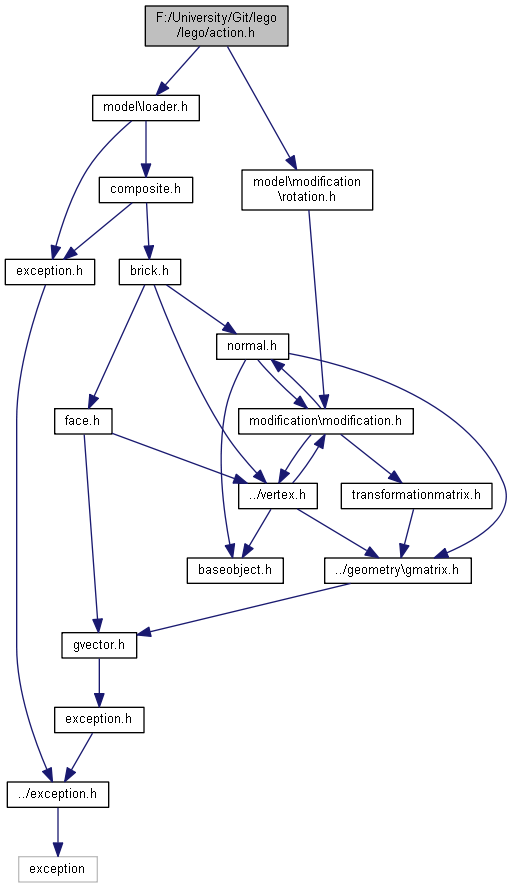 F:/University/Git/lego
/lego/action.h
model\loader.h
model\modification
\rotation.h
composite.h
exception.h
brick.h
normal.h
face.h
modification\modification.h
../vertex.h
transformationmatrix.h
baseobject.h
../geometry\gmatrix.h
gvector.h
exception.h
../exception.h
exception